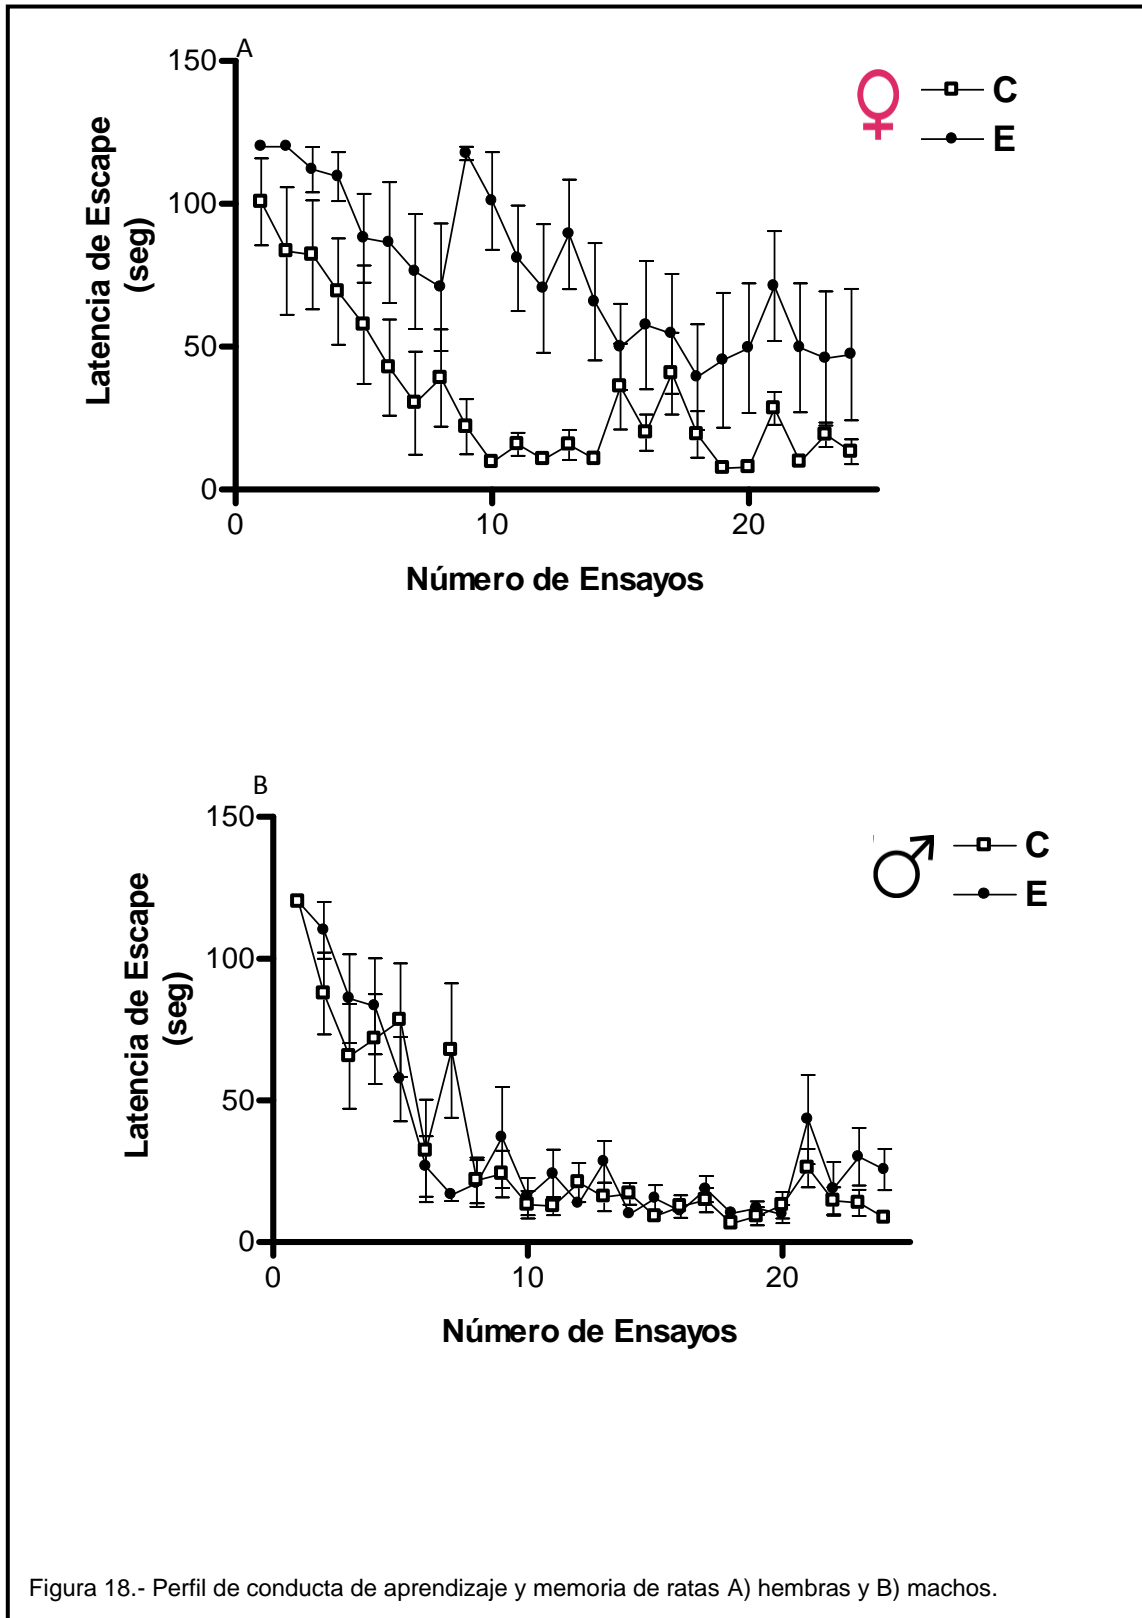 A
150
100
50
0
0
10
20
Latencia de Escape
(seg)
Número de Ensayos
C
E
B
150
100
50
0
0
10
20
Latencia de Escape
(seg)
Número de Ensayos
C
E
Figura 18.- Perfil de conducta de aprendizaje y memoria de ratas A) hembras y B) machos.